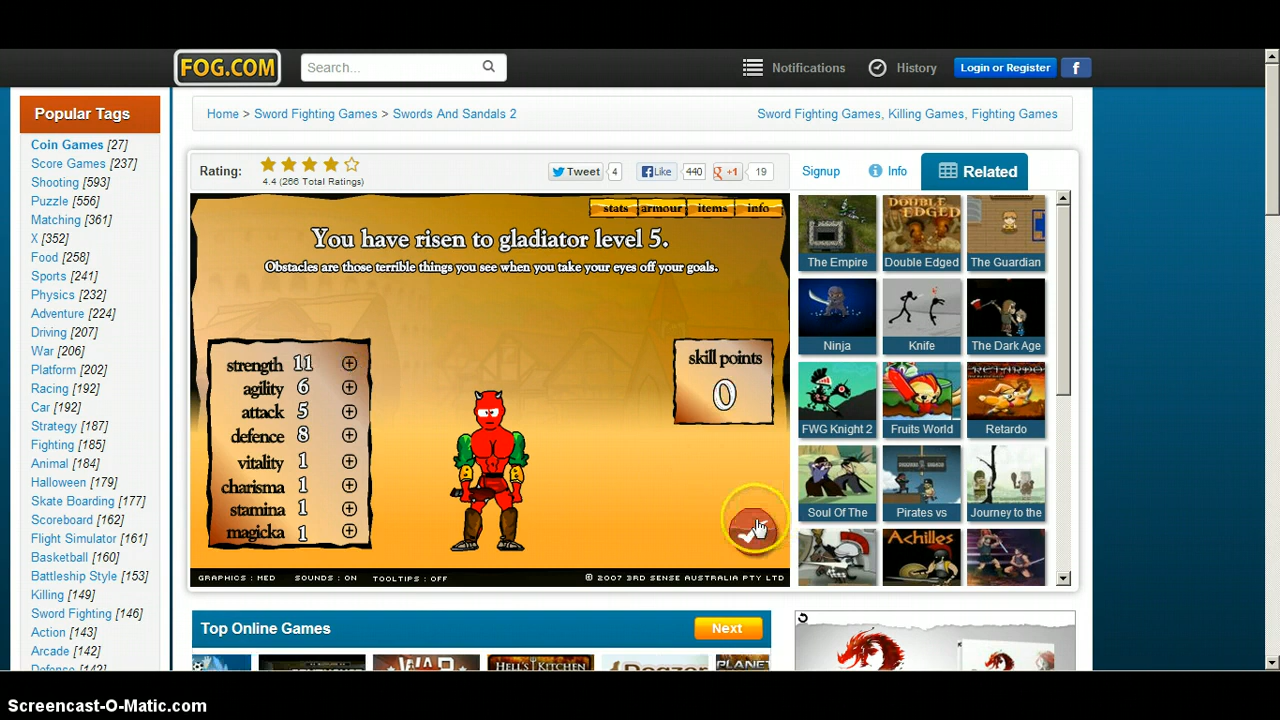 FOG.COM
Search...
Notifications
History
Login or Register
f
Popular Tags
Coin Games [27]
Score Games [237]
Shooting [593]
Puzzle [556]
Matching [361]
X [352]
Food [258]
Sports [241]
Physics [232]
Adventure [224]
Driving [207]
War [206]
Platform [202]
Racing [192]
Car [192]
Strategy [187]
Fighting [185]
Animal [184]
Halloween [179]
Skate Boarding [177]
Scoreboard [162]
Flight Simulator [161]
Basketball [160]
Battleship Style [153]
Killing [149]
Sword Fighting [146]
Action [143]
Arcade [142]
Defense [142]
Home > Sword Fighting Games > Swords And Sandals 2
Sword Fighting Games, Killing Games, Fighting Games
Rating:
4.4 (266 Total Ratings)
Tweet 4
Like 440
+1 19
Signup
Info
Related
stats armour items info
You have risen to gladiator level 5.
Obstacles are those terrible things you see when you take your eyes off your goals.
strength 11
agility 6
attack 5
defence 8
vitality 1
charisma 1
stamina 1
magicka 1
skill points
0
GRAPHICS : MED SOUNDS : ON TOOLTIPS : OFF
© 2007 3RD SENSE AUSTRALIA PTY LTD
The Empire
DOUBLE EDGED
Double Edged
The Guardian
Ninja
Knife
The Dark Age
FWG Knight 2
Fruits World
RETARDO
Retardo
Soul Of The
Pirates vs
Journey to the
Achilles
Top Online Games
Next
WAR
HELL'S KITCHEN
PLANET
Screencast-O-Matic.com